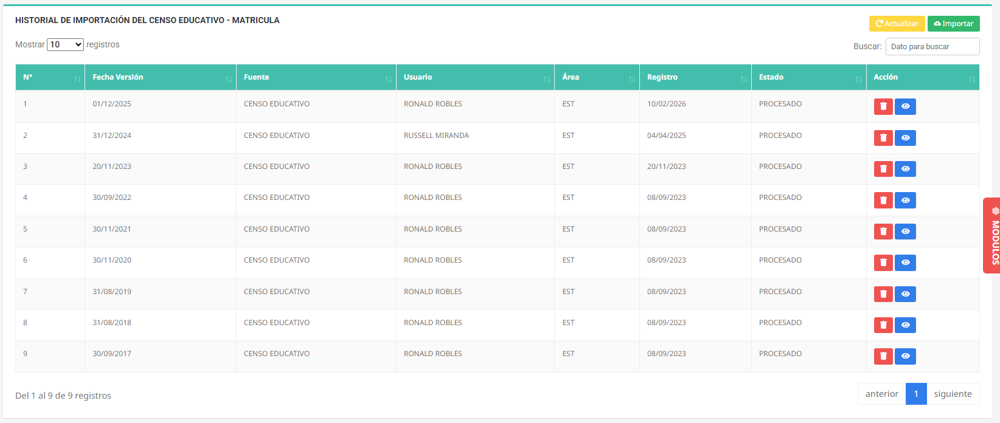 HISTORIAL DE IMPORTACIÓN DEL CENSO EDUCATIVO - MATRICULA
Actualizar Importar
Mostrar 10 registros
Buscar: Dato para buscar
N° Fecha Versión Fuente Usuario Área Registro Estado Acción
1 01/12/2025 CENSO EDUCATIVO RONALD ROBLES EST 10/02/2026 PROCESADO
2 31/12/2024 CENSO EDUCATIVO RUSSELL MIRANDA EST 04/04/2025 PROCESADO
3 20/11/2023 CENSO EDUCATIVO RONALD ROBLES EST 20/11/2023 PROCESADO
4 30/09/2022 CENSO EDUCATIVO RONALD ROBLES EST 08/09/2023 PROCESADO
5 30/11/2021 CENSO EDUCATIVO RONALD ROBLES EST 08/09/2023 PROCESADO
6 30/11/2020 CENSO EDUCATIVO RONALD ROBLES EST 08/09/2023 PROCESADO
7 31/08/2019 CENSO EDUCATIVO RONALD ROBLES EST 08/09/2023 PROCESADO
8 31/08/2018 CENSO EDUCATIVO RONALD ROBLES EST 08/09/2023 PROCESADO
9 30/09/2017 CENSO EDUCATIVO RONALD ROBLES EST 08/09/2023 PROCESADO
MODULOS
Del 1 al 9 de 9 registros
anterior 1 siguiente